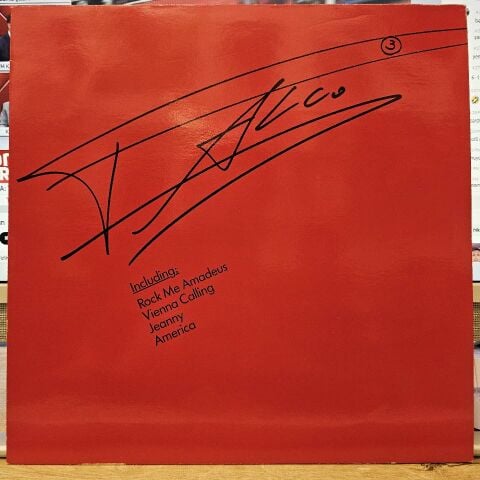 3
FALCO
Including:
Rock Me Amadeus
Vienna Calling
Jeanny
America